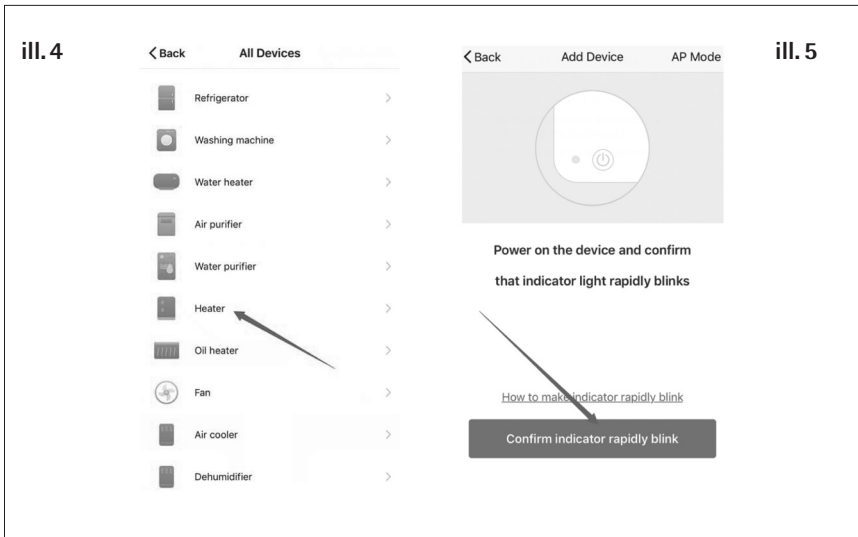 ill. 4
Back
All Devices
Refrigerator
Washing machine
Water heater
Air purifier
Water purifier
Heater
Oil heater
Fan
Air cooler
Dehumidifier
Back
Add Device
AP Mode
ill. 5
Power on the device and confirm
that indicator light rapidly blinks
How to make indicator rapidly blink
Confirm indicator rapidly blink